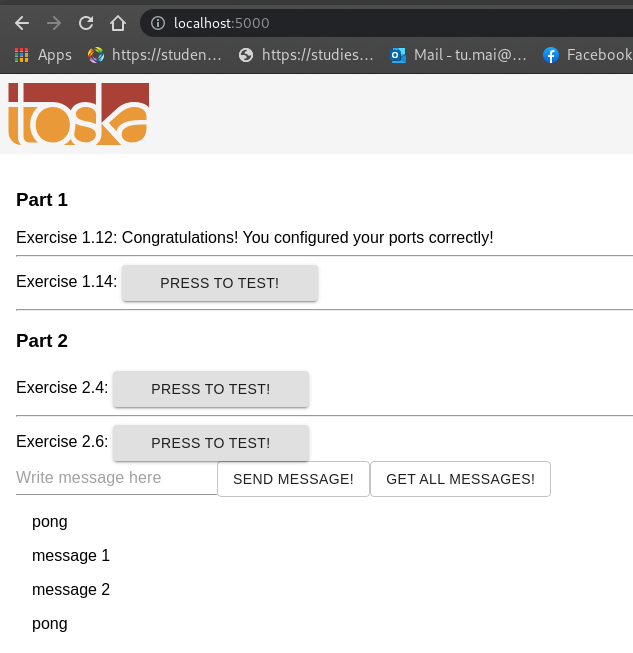 localhost:5000
Apps https://studen... https://studies... Mail - tu.mai@... Facebook
toska
Part 1
Exercise 1.12: Congratulations! You configured your ports correctly!
Exercise 1.14: PRESS TO TEST!
Part 2
Exercise 2.4: PRESS TO TEST!
Exercise 2.6: PRESS TO TEST!
Write message here SEND MESSAGE! GET ALL MESSAGES!
pong
message 1
message 2
pong